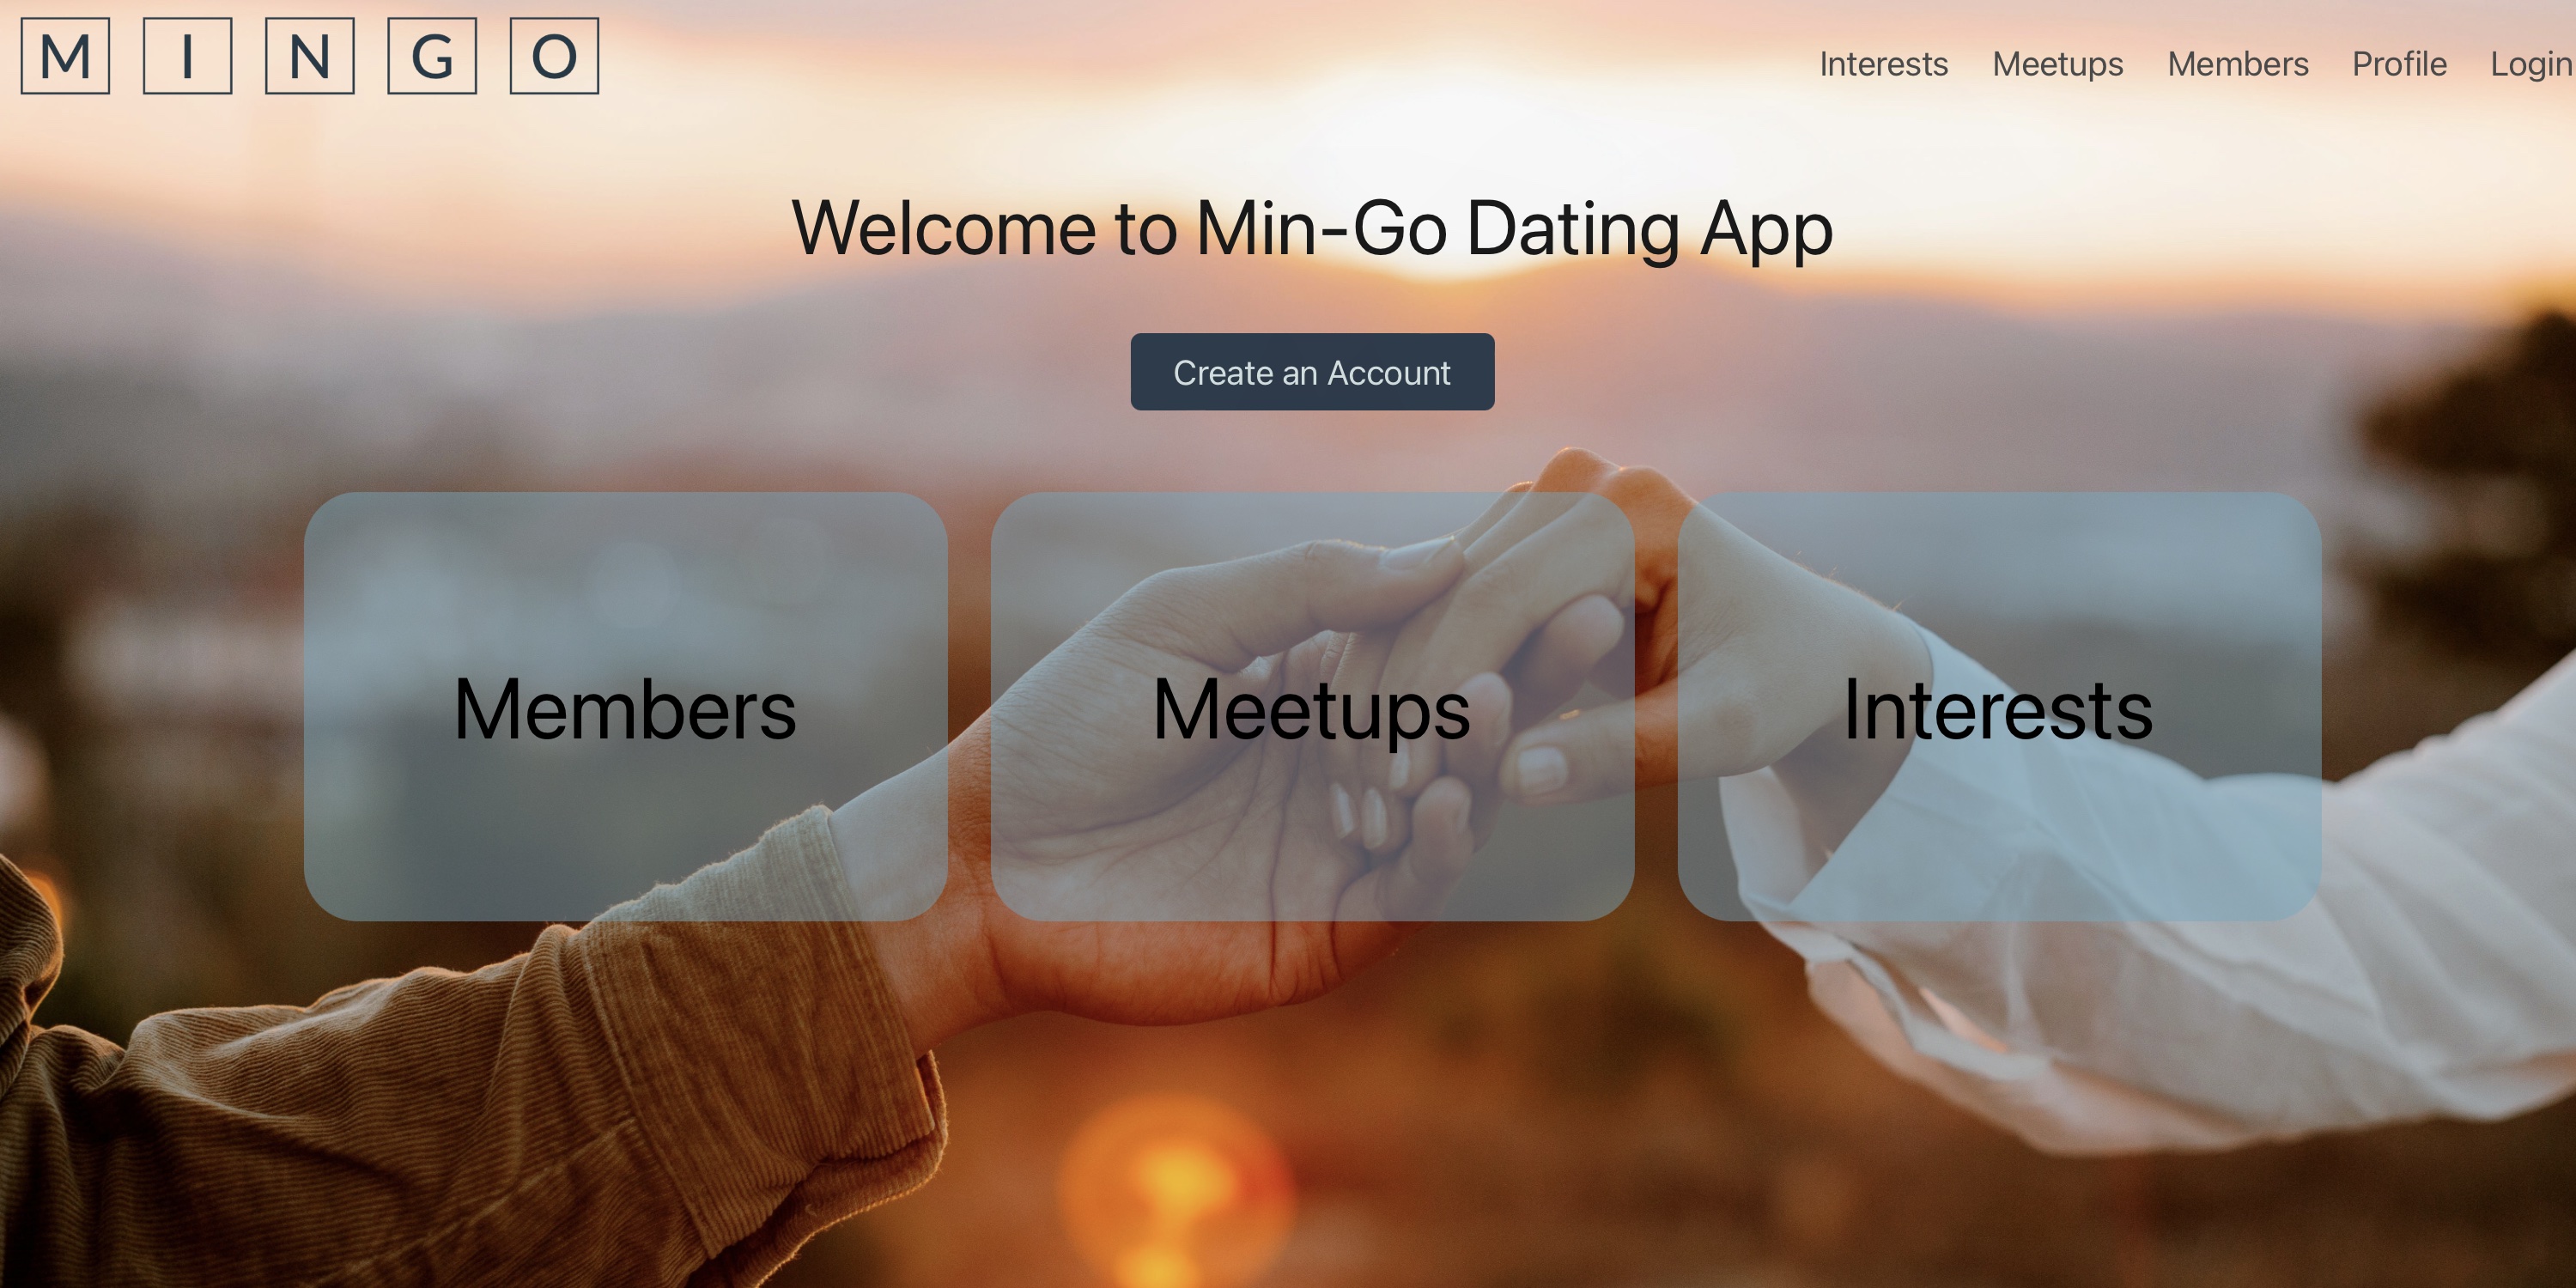 M I N G O
Interests Meetups Members Profile Login
Welcome to Min-Go Dating App
Create an Account
Members Meetups Interests